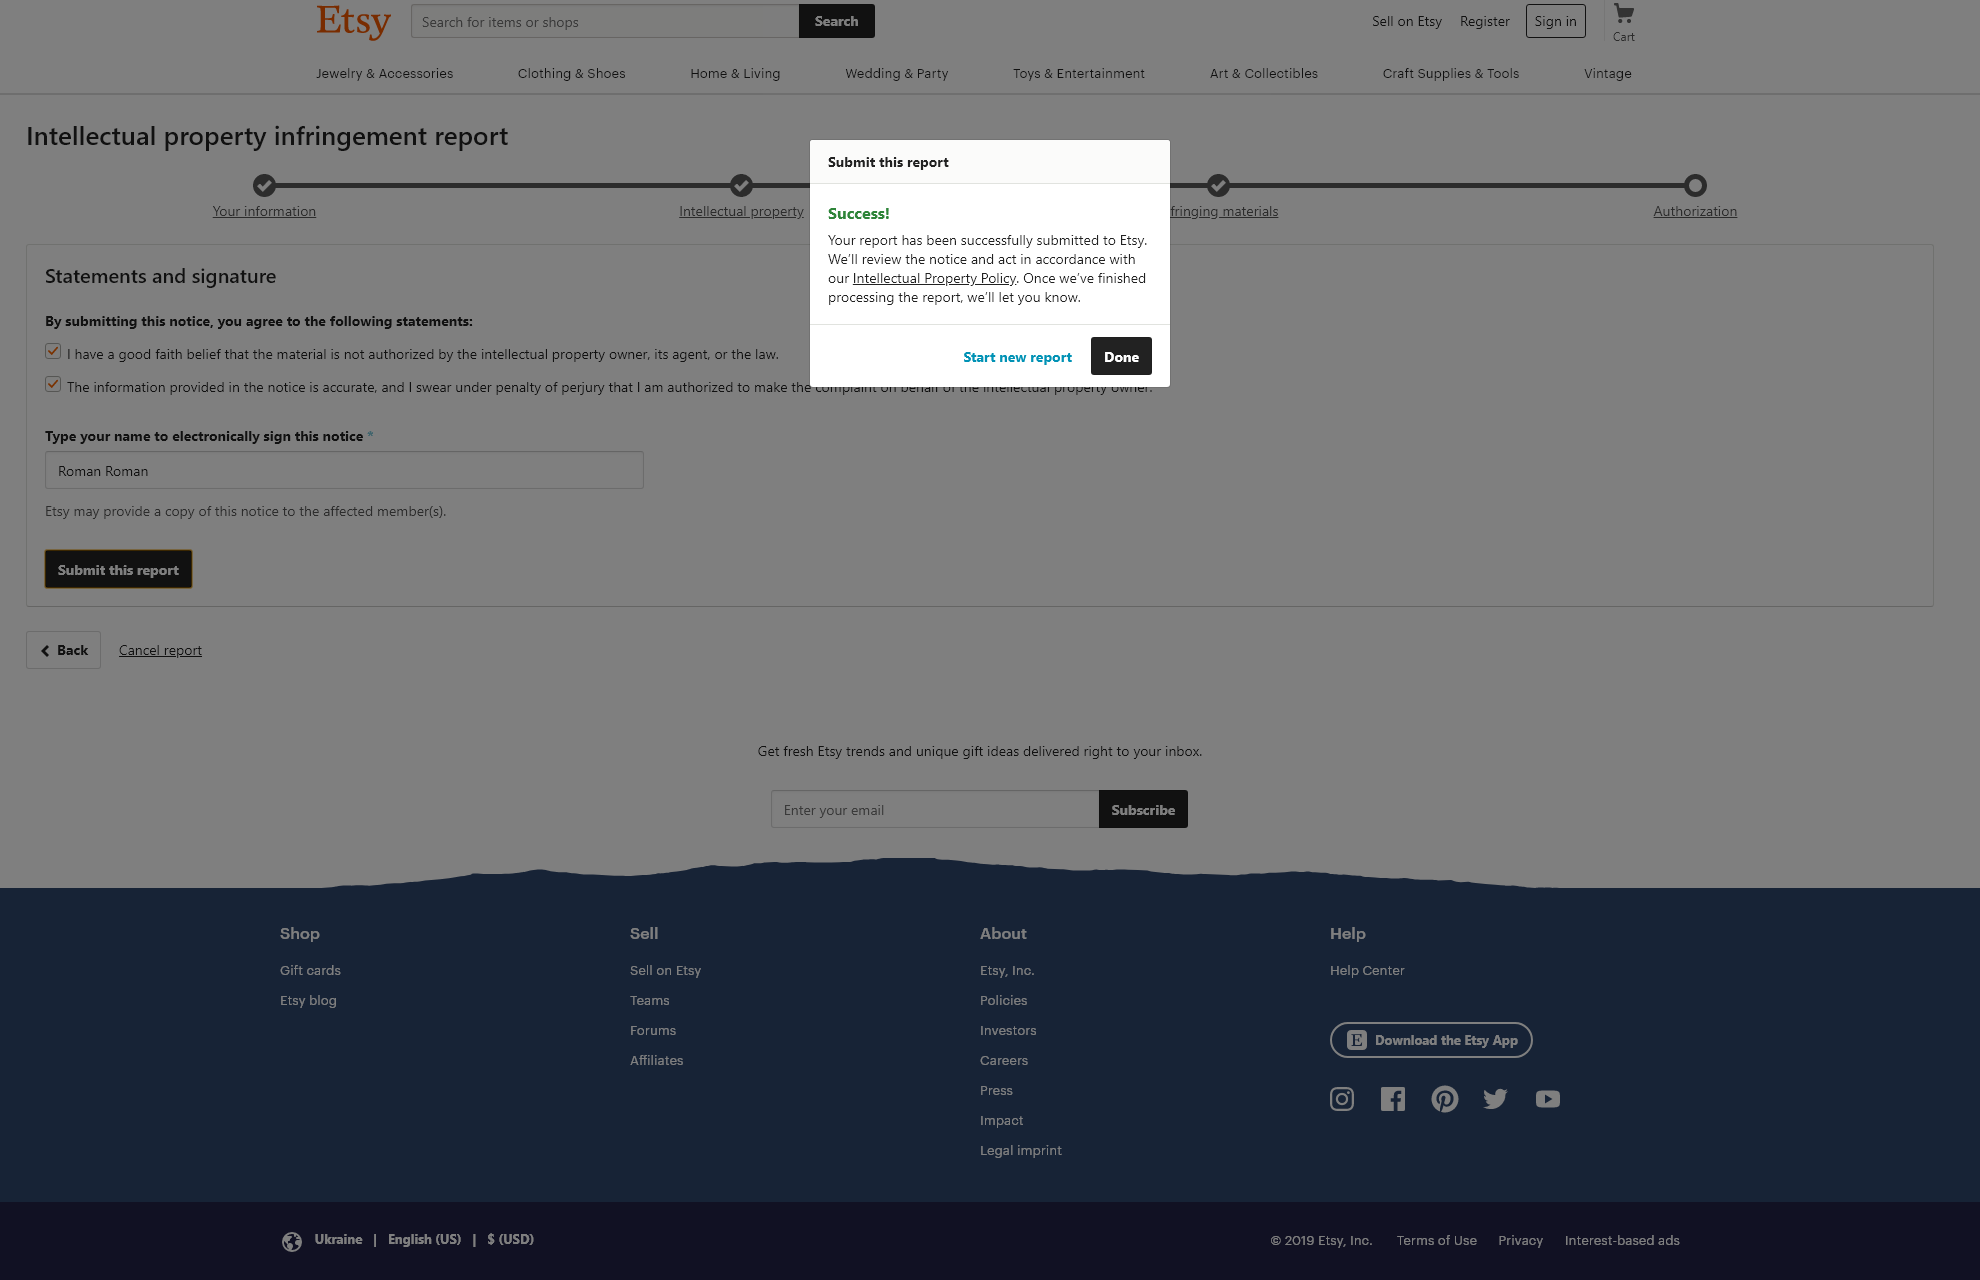 Etsy
Search for items or shops
Search
Sell on Etsy
Register
Sign in
Cart
Jewelry & Accessories
Clothing & Shoes
Home & Living
Wedding & Party
Toys & Entertainment
Art & Collectibles
Craft Supplies & Tools
Vintage
Intellectual property infringement report
Your information
Intellectual property
fringing materials
Authorization
Submit this report
Success!
Your report has been successfully submitted to Etsy.
We'll review the notice and act in accordance with
our Intellectual Property Policy. Once we've finished
processing the report, we'll let you know.
Start new report
Done
Statements and signature
By submitting this notice, you agree to the following statements:
I have a good faith belief that the material is not authorized by the intellectual property owner, its agent, or the law.
The information provided in the notice is accurate, and I swear under penalty of perjury that I am authorized to make the complaint on behalf of the intellectual property owner.
Type your name to electronically sign this notice *
Roman Roman
Etsy may provide a copy of this notice to the affected member(s).
Submit this report
Back
Cancel report
Get fresh Etsy trends and unique gift ideas delivered right to your inbox.
Enter your email
Subscribe
Shop
Gift cards
Etsy blog
Sell
Sell on Etsy
Teams
Forums
Affiliates
About
Etsy, Inc.
Policies
Investors
Careers
Press
Impact
Legal imprint
Help
Help Center
E Download the Etsy App
Ukraine | English (US) | $ (USD)
© 2019 Etsy, Inc.
Terms of Use
Privacy
Interest-based ads